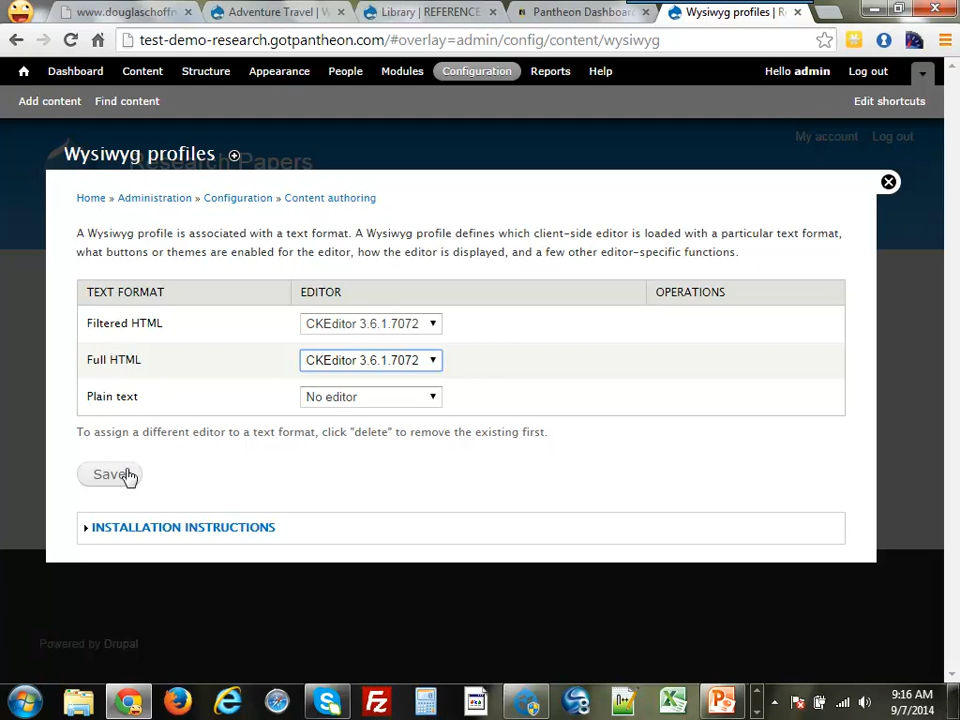 www.douglaschoffn
Adventure Travel | W
Library | REFERENCE
Pantheon Dashboard
Wysiwyg profiles | R
test-demo-research.gotpantheon.com/#overlay=admin/config/content/wysiwyg
Dashboard Content Structure Appearance People Modules Configuration Reports Help Hello admin Log out
Add content Find content Edit shortcuts
My account Log out
Research Papers
Wysiwyg profiles
Home » Administration » Configuration » Content authoring
A Wysiwyg profile is associated with a text format. A Wysiwyg profile defines which client-side editor is loaded with a particular text format,
what buttons or themes are enabled for the editor, how the editor is displayed, and a few other editor-specific functions.
TEXT FORMAT EDITOR OPERATIONS
Filtered HTML CKEditor 3.6.1.7072
Full HTML CKEditor 3.6.1.7072
Plain text No editor
To assign a different editor to a text format, click "delete" to remove the existing first.
Save
INSTALLATION INSTRUCTIONS
Powered by Drupal
9:16 AM
9/7/2014